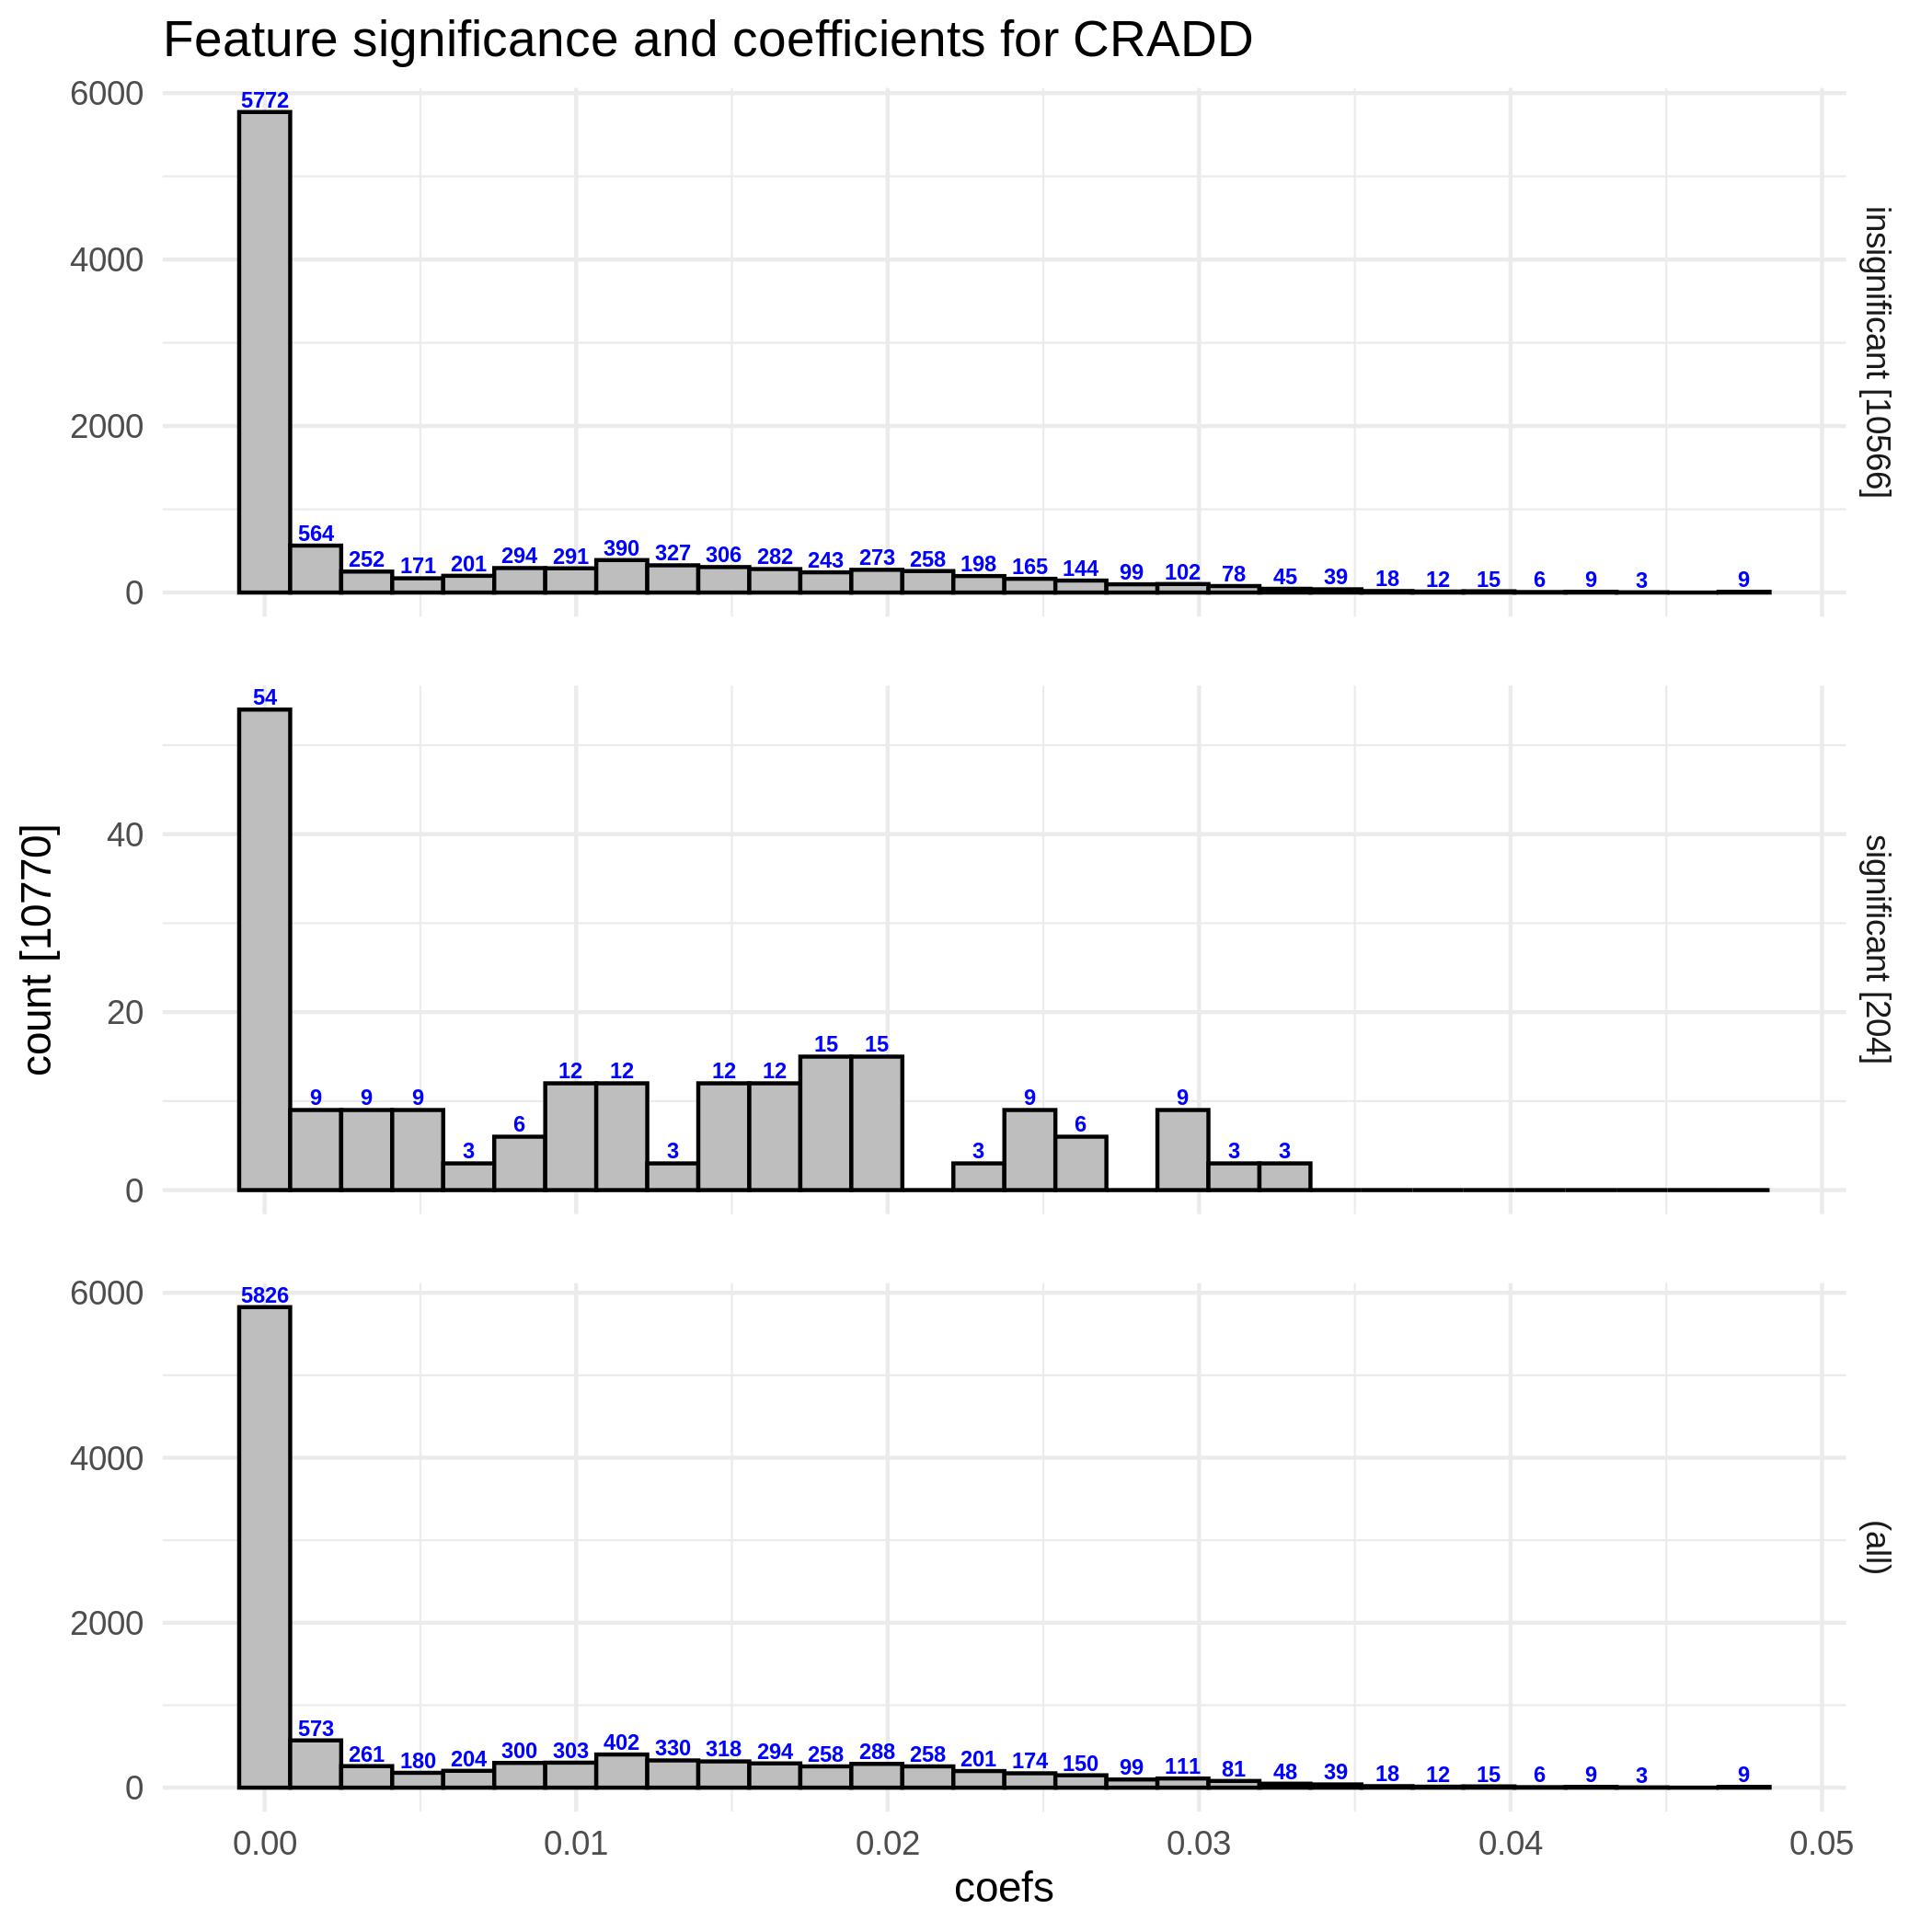 Feature significance and coefficients for CRADD
6000
4000
2000
0
5772
564 252 171 201 294 291 390 327 306 282 243 273 258 198 165 144 99 102 78 45 39 18 12 15 6 9 3 9
insignificant [10566]
40
20
0
54
9 9 9 3 6 12 12 3 12 12 15 15 3 9 6 9 3 3
significant [204]
count [10770]
6000
4000
2000
0
5826
573 261 180 204 300 303 402 330 318 294 258 288 258 201 174 150 99 111 81 48 39 18 12 15 6 9 3 9
(all)
0.00 0.01 0.02 0.03 0.04 0.05
coefs